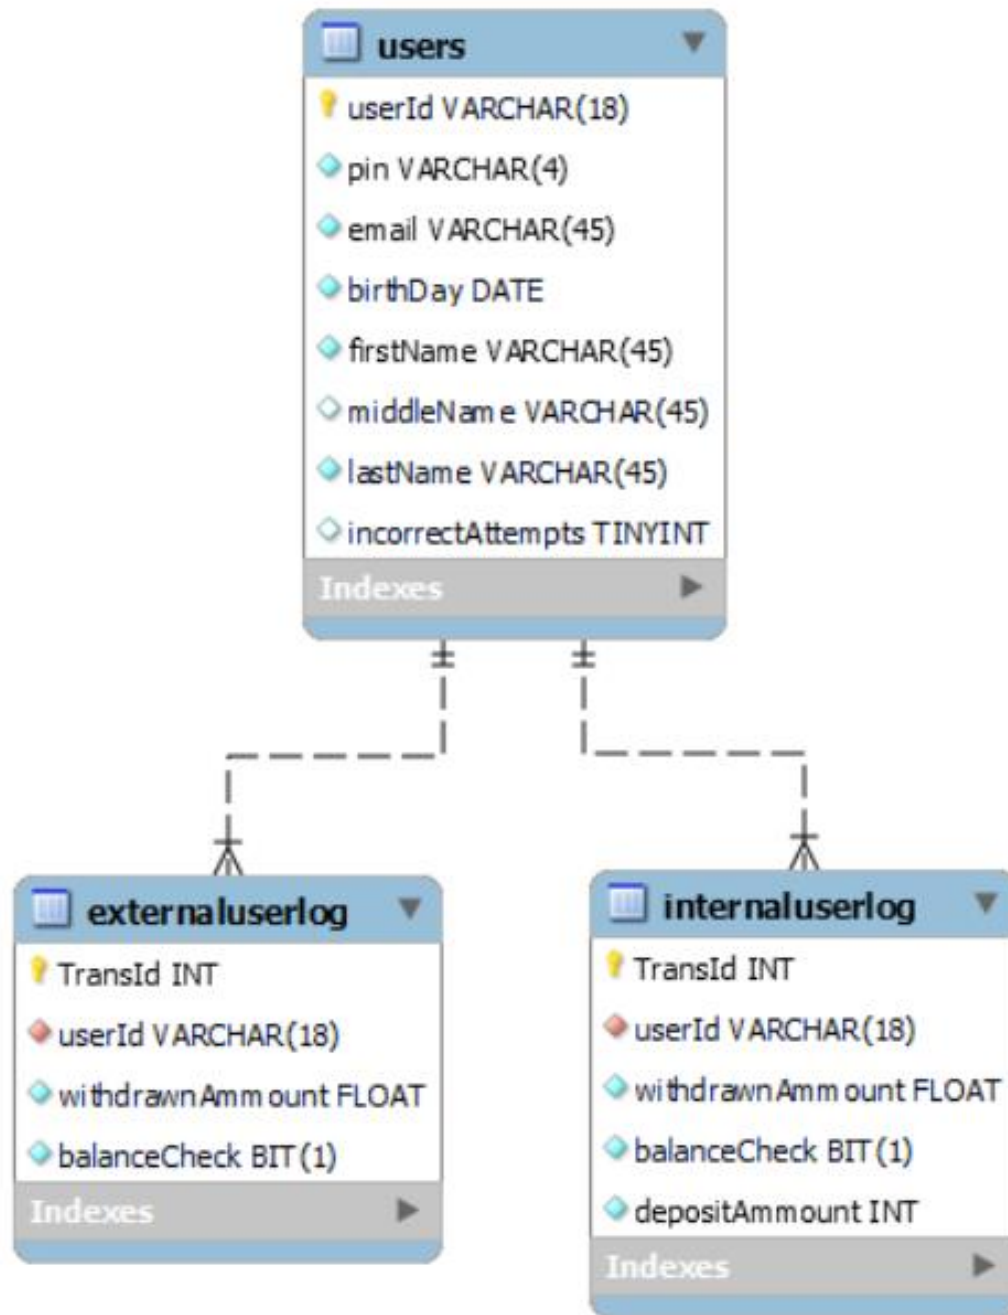 users
userId VARCHAR(18)
pin VARCHAR(4)
email VARCHAR(45)
birthDay DATE
firstName VARCHAR(45)
middleName VARCHAR(45)
lastName VARCHAR(45)
incorrectAttempts TINYINT
Indexes
externaluserlog
TransId INT
userId VARCHAR(18)
withdrawnAmmount FLOAT
balanceCheck BIT(1)
Indexes
internaluserlog
TransId INT
userId VARCHAR(18)
withdrawnAmmount FLOAT
balanceCheck BIT(1)
depositAmmount INT
Indexes